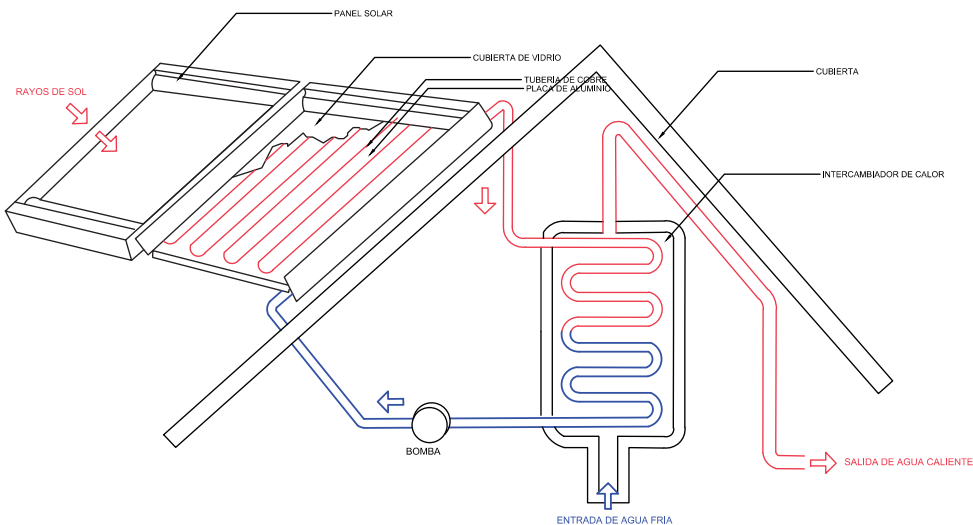 PANEL SOLAR
CUBIERTA DE VIDRIO
CUBIERTA
TUBERIA DE COBRE
PLACA DE ALUMINIO
RAYOS DE SOL
INTERCAMBIADOR DE CALOR
BOMBA
SALIDA DE AGUA CALIENTE
ENTRADA DE AGUA FRIA